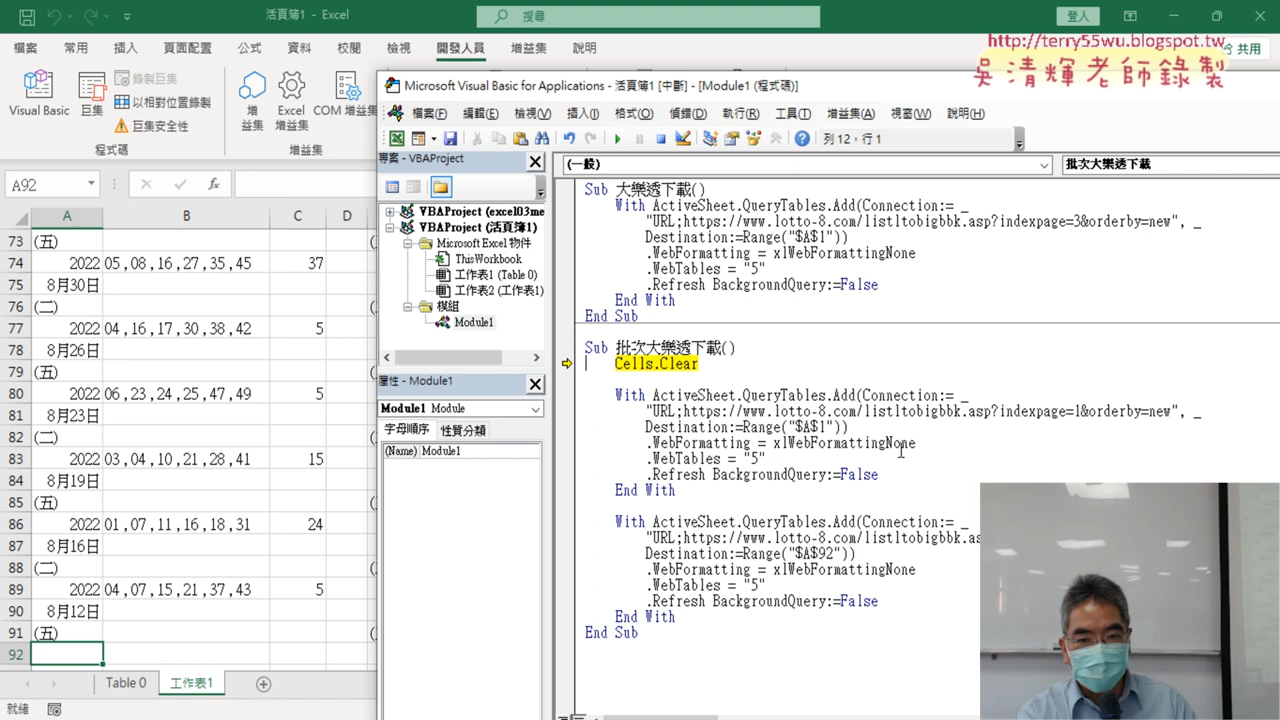 活頁簿1 - Excel
搜尋
登入
檔案 常用 插入 頁面配置 公式 資料 校閱 檢視 開發人員 增益集 說明
共用
http://terry55wu.blogspot.tw
吳清輝老師錄製
Visual Basic
巨集
錄製巨集
以相對位置錄製
巨集安全性
程式碼
增益集
Excel 增益集
COM 增益集
增益集
A92
A B C D
73 (五)
74 2022 05,08,16,27,35,45 37
75 8月30日
76 (二)
77 2022 04,16,17,30,38,42 5
78 8月26日
79 (五)
80 2022 06,23,24,25,47,49 5
81 8月23日
82 (二)
83 2022 03,04,10,21,28,41 15
84 8月19日
85 (五)
86 2022 01,07,11,16,18,31 24
87 8月16日
88 (二)
89 2022 04,07,15,21,37,43 5
90 8月12日
91 (五)
92
Table 0 工作表1
就緒
Microsoft Visual Basic for Applications - 活頁簿1 [中斷] - [Module1 (程式碼)]
檔案(F) 編輯(E) 檢視(V) 插入(I) 格式(O) 偵錯(D) 執行(R) 工具(T) 增益集(A) 視窗(W) 說明(H)
列 12，行 1
專案 - VBAProject
VBAProject (excel03me
VBAProject (活頁簿1)
Microsoft Excel 物件
ThisWorkbook
工作表1 (Table 0)
工作表2 (工作表1)
模組
Module1
屬性 - Module1
Module1 Module
字母順序 性質分類
(Name) Module1
(一般)
批次大樂透下載
Sub 大樂透下載()
With ActiveSheet.QueryTables.Add(Connection:= _
"URL;https://www.lotto-8.com/listltobigbbk.asp?indexpage=3&orderby=new", _
Destination:=Range("$A$1"))
.WebFormatting = xlWebFormattingNone
.WebTables = "5"
.Refresh BackgroundQuery:=False
End With
End Sub
Sub 批次大樂透下載()
Cells.Clear
With ActiveSheet.QueryTables.Add(Connection:= _
"URL;https://www.lotto-8.com/listltobigbbk.asp?indexpage=1&orderby=new", _
Destination:=Range("$A$1"))
.WebFormatting = xlWebFormattingNone
.WebTables = "5"
.Refresh BackgroundQuery:=False
End With
With ActiveSheet.QueryTables.Add(Connection:= _
"URL;https://www.lotto-8.com/listltobigbbk.as
Destination:=Range("$A$92"))
.WebFormatting = xlWebFormattingNone
.WebTables = "5"
.Refresh BackgroundQuery:=False
End With
End Sub